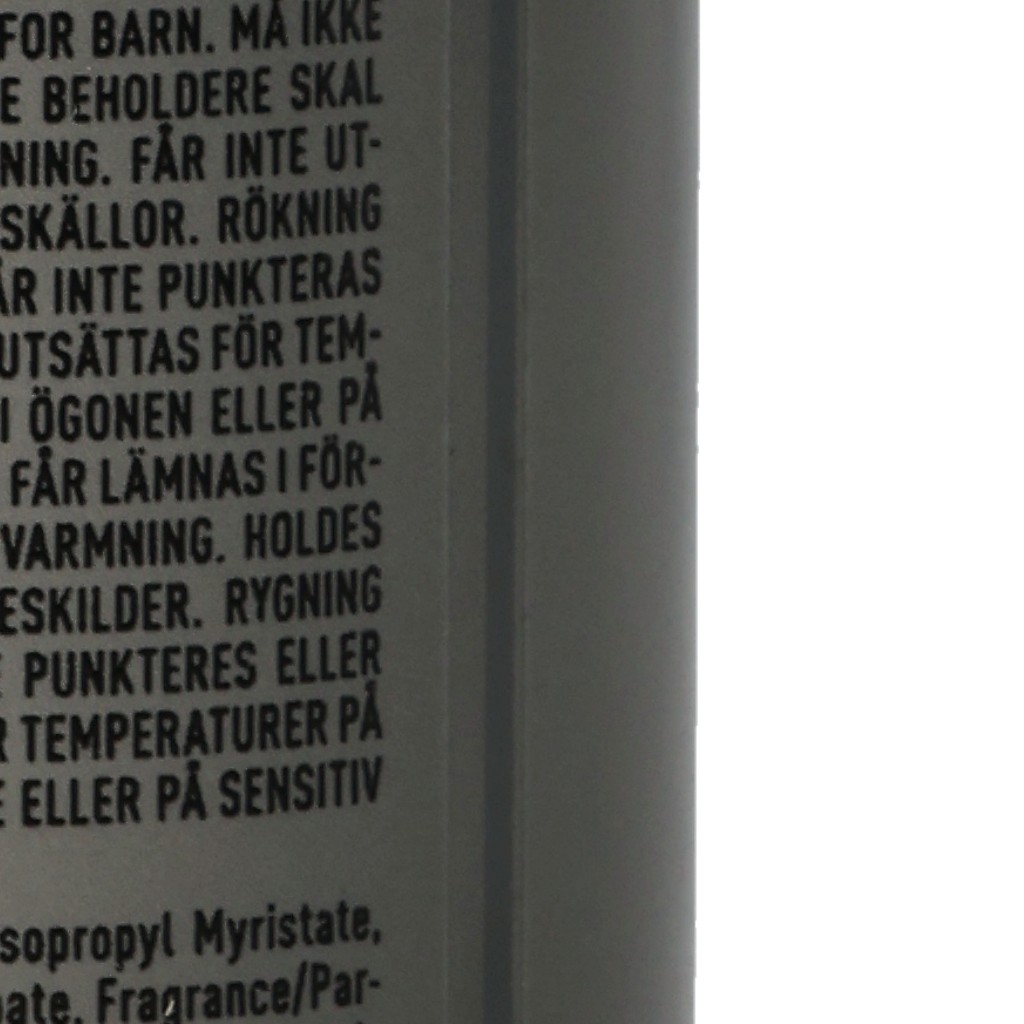 FOR BARN. MÅ IKKE
E BEHOLDERE SKAL
NING. FÅR INTE UT-
SKÄLLOR. RÖKNING
ÅR INTE PUNKTERAS
UTSÄTTAS FÖR TEM-
I ÖGONEN ELLER PÅ
FÅR LÄMNAS I FÖR-
VARMNING. HOLDES
ESKILDER. RYGNING
E PUNKTERES ELLER
R TEMPERATURER PÅ
E ELLER PÅ SENSITIV
sopropyl Myristate,
ate, Fragrance/Par-